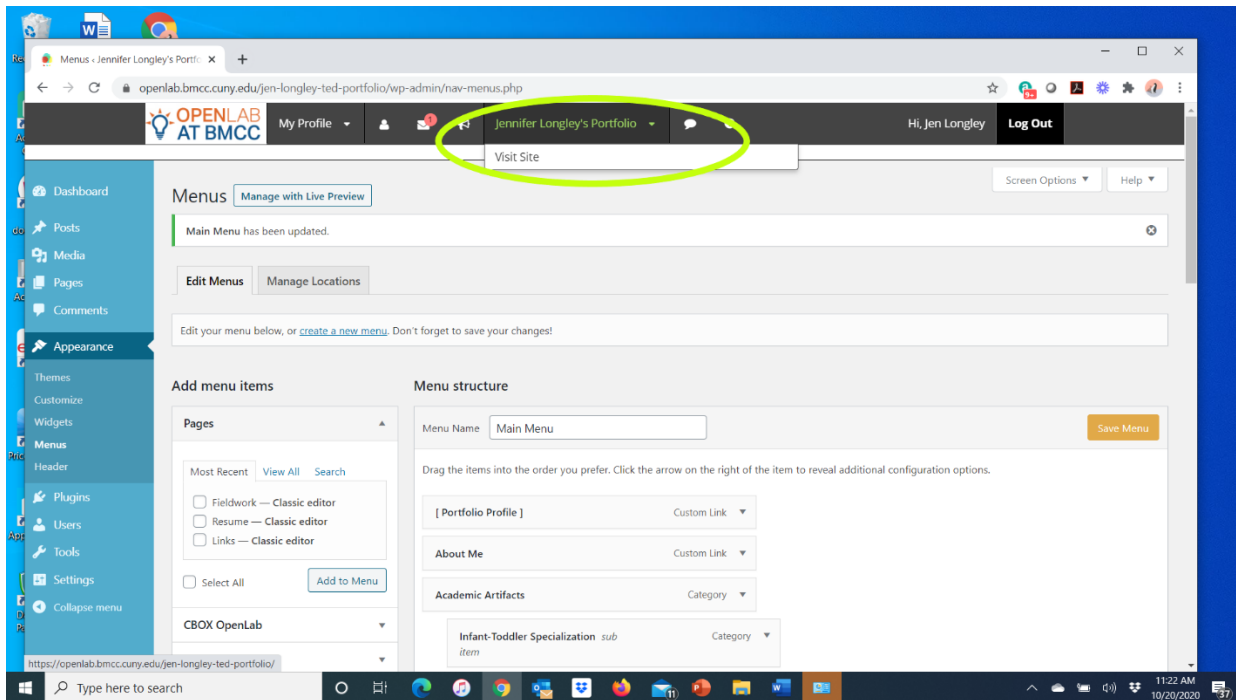 Menus ‹ Jennifer Longley's Portfo
openlab.bmcc.cuny.edu/jen-longley-ted-portfolio/wp-admin/nav-menus.php
OPENLAB
AT BMCC
My Profile
1
Jennifer Longley's Portfolio
Hi, Jen Longley
Log Out
Visit Site
Screen Options
Help
Dashboard
Posts
Media
Pages
Comments
Appearance
Themes
Customize
Widgets
Menus
Header
Plugins
Users
Tools
Settings
Collapse menu
Menus
Manage with Live Preview
Main Menu has been updated.
Edit Menus
Manage Locations
Edit your menu below, or create a new menu. Don't forget to save your changes!
Add menu items
Pages
Most Recent View All Search
Fieldwork — Classic editor
Resume — Classic editor
Links — Classic editor
Select All
Add to Menu
CBOX OpenLab
Menu structure
Menu Name Main Menu
Save Menu
Drag the items into the order you prefer. Click the arrow on the right of the item to reveal additional configuration options.
[ Portfolio Profile ] Custom Link
About Me Custom Link
Academic Artifacts Category
Infant-Toddler Specialization sub Category
item
https://openlab.bmcc.cuny.edu/jen-longley-ted-portfolio/
Type here to search
11:22 AM
10/20/2020
37